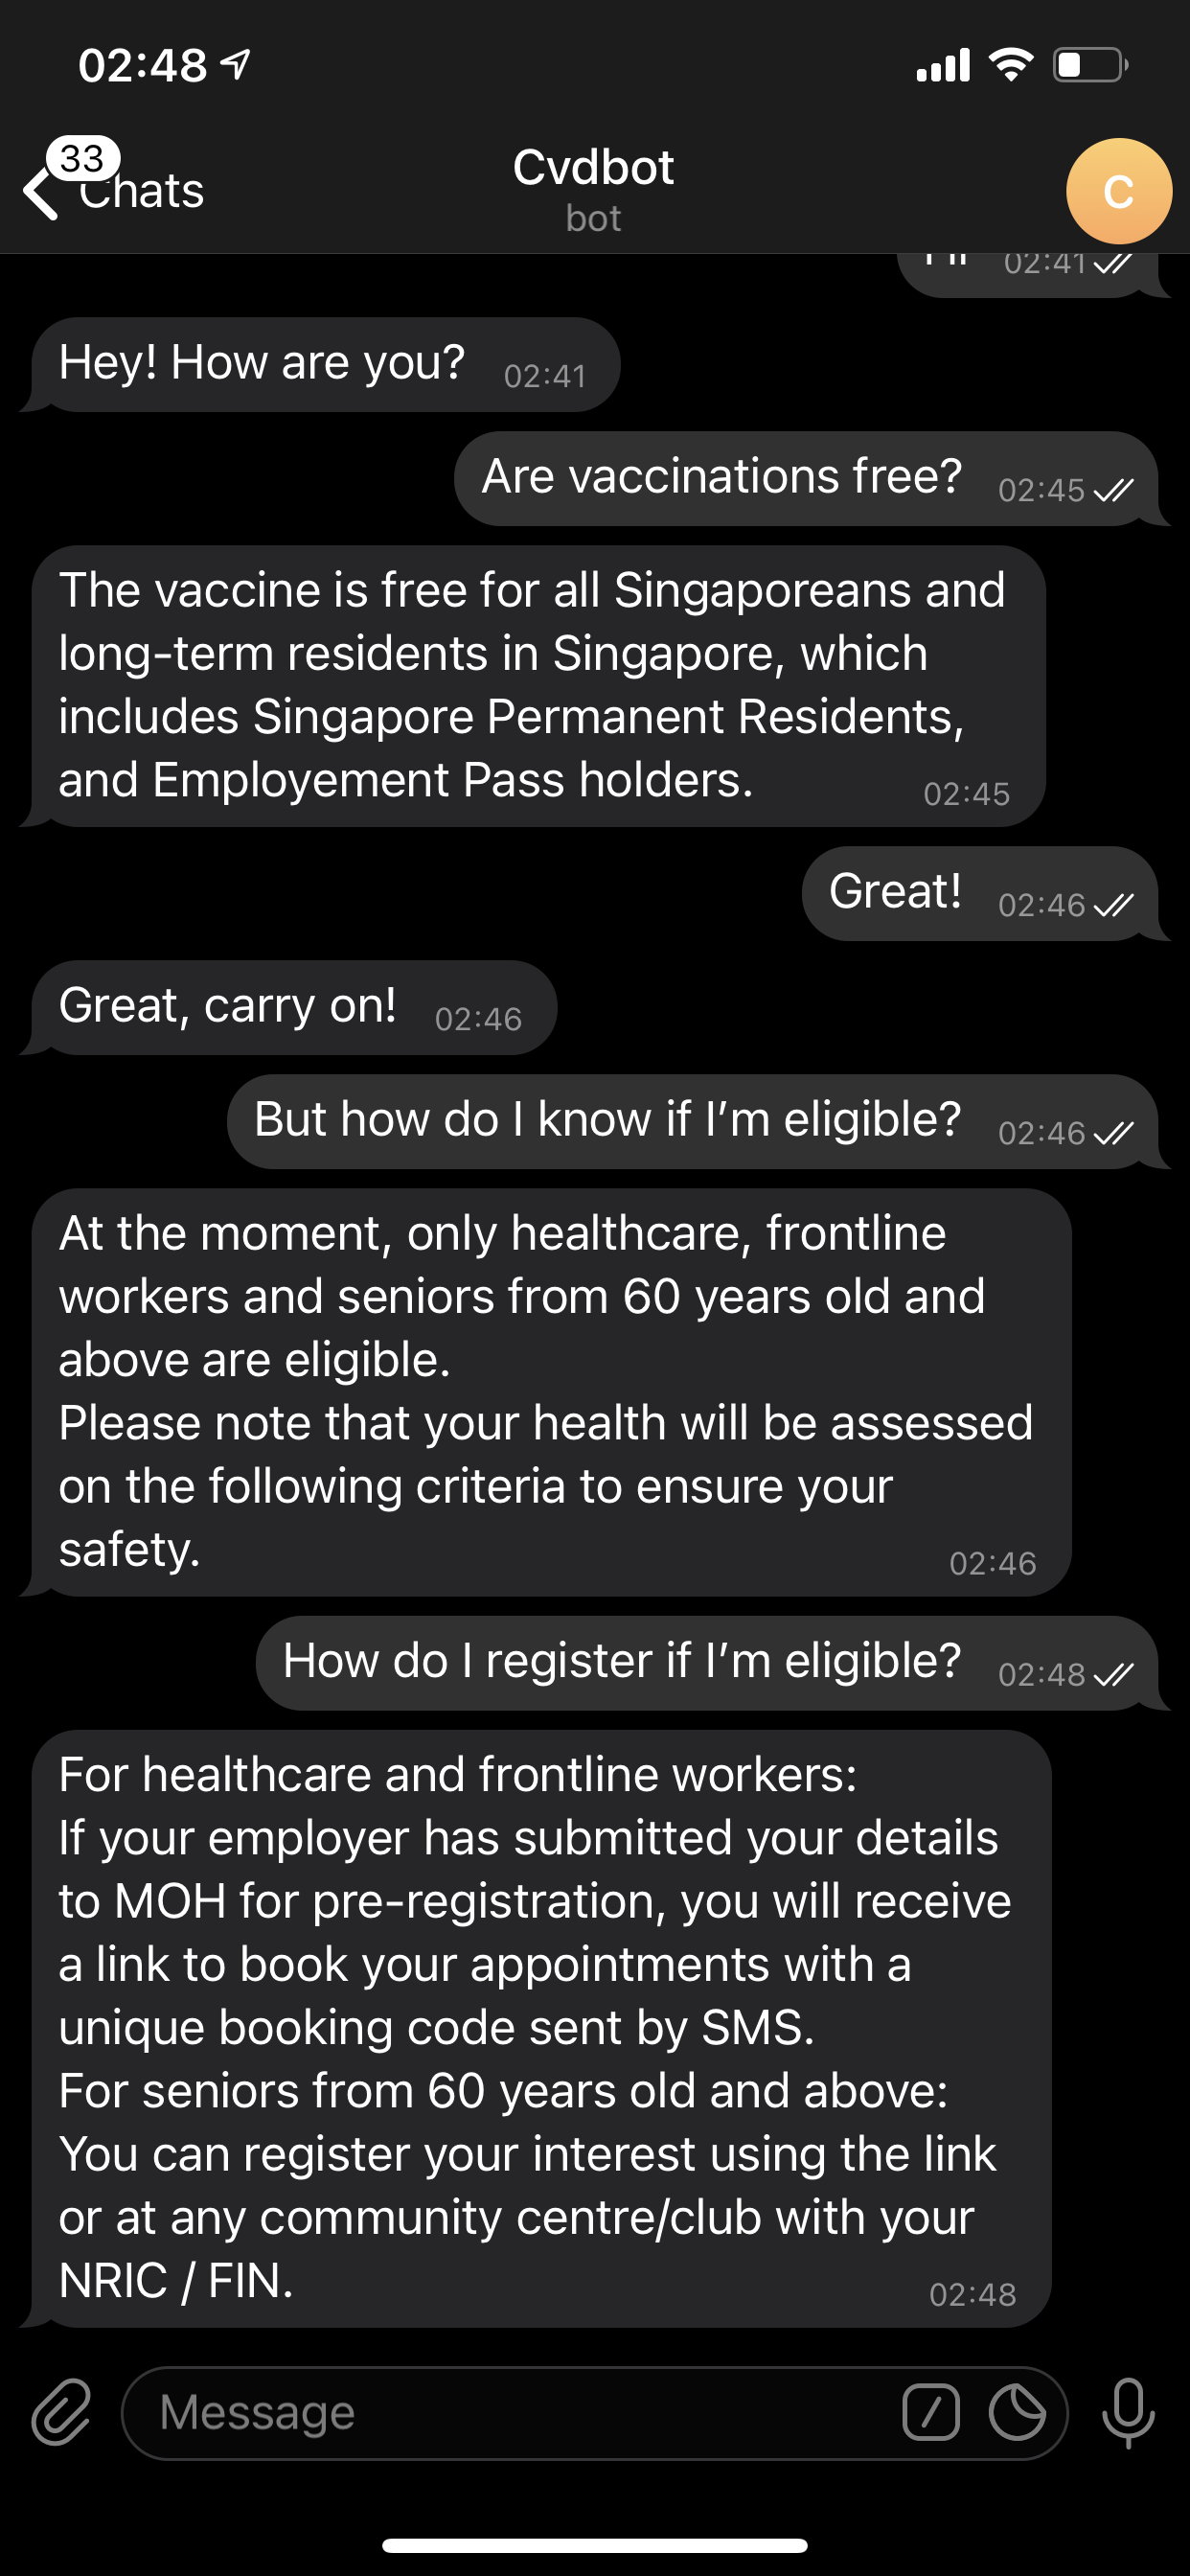 02:48
33
Chats
Cvdbot
bot
C
02:41
Hey! How are you? 02:41
Are vaccinations free? 02:45
The vaccine is free for all Singaporeans and
long-term residents in Singapore, which
includes Singapore Permanent Residents,
and Employement Pass holders. 02:45
Great! 02:46
Great, carry on! 02:46
But how do I know if I'm eligible? 02:46
At the moment, only healthcare, frontline
workers and seniors from 60 years old and
above are eligible.
Please note that your health will be assessed
on the following criteria to ensure your
safety. 02:46
How do I register if I'm eligible? 02:48
For healthcare and frontline workers:
If your employer has submitted your details
to MOH for pre-registration, you will receive
a link to book your appointments with a
unique booking code sent by SMS.
For seniors from 60 years old and above:
You can register your interest using the link
or at any community centre/club with your
NRIC / FIN. 02:48
Message